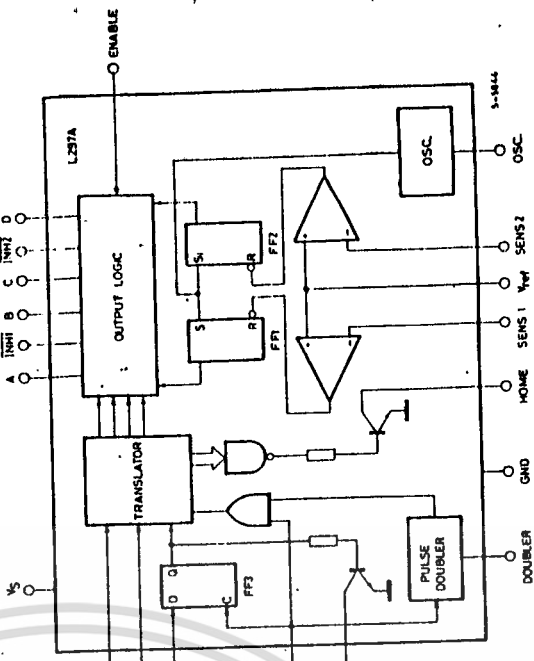 ENABLE
L297A
S-5844
A
INH1
B
C
INH2
D
OUTPUT LOGIC
TRANSLATOR
S
R
FF1
S
R
FF2
OSC.
D
Q
C
FF3
PULSE
DOUBLER
Vs
DOUBLER
GND
HOME
SENS 1
Vref
SENS 2
OSC.